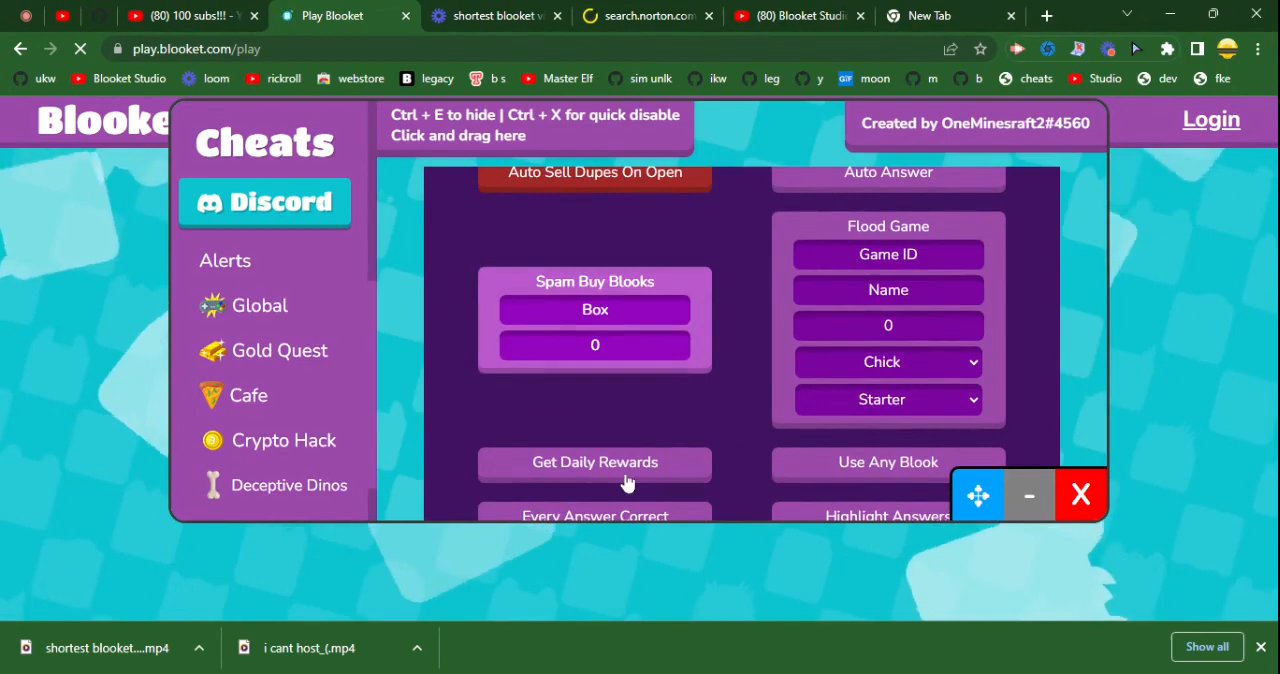 (80) 100 subs!!! - Y
Play Blooket
shortest blooket vi
search.norton.com
(80) Blooket Studio
New Tab
play.blooket.com/play
ukw
Blooket Studio
loom
rickroll
webstore
legacy
b s
Master Elf
sim unlk
ikw
leg
y
GIF
moon
m
b
cheats
Studio
dev
fke
Blooke
Login
Cheats
Discord
Alerts
Global
Gold Quest
Cafe
Crypto Hack
Deceptive Dinos
Ctrl + E to hide | Ctrl + X for quick disable
Click and drag here
Created by OneMinesraft2#4560
Auto Sell Dupes On Open
Auto Answer
Spam Buy Blooks
Box
0
Flood Game
Game ID
Name
0
Chick
Starter
Get Daily Rewards
Use Any Blook
Every Answer Correct
Highlight Answers
-
X
shortest blooket....mp4
i cant host_(.mp4
Show all